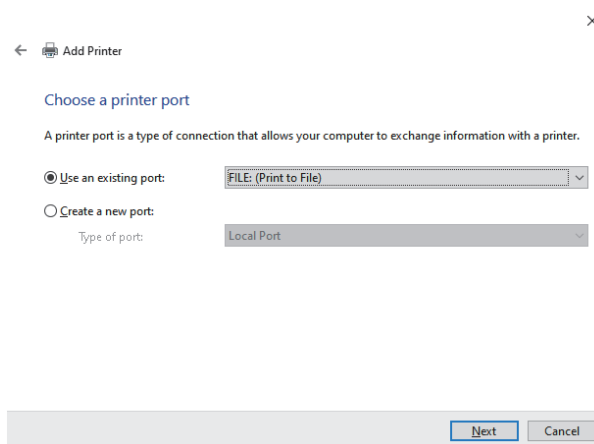 Add Printer
Choose a printer port
A printer port is a type of connection that allows your computer to exchange information with a printer.
Use an existing port: FILE: (Print to File)
Create a new port:
Type of port: Local Port
Next Cancel